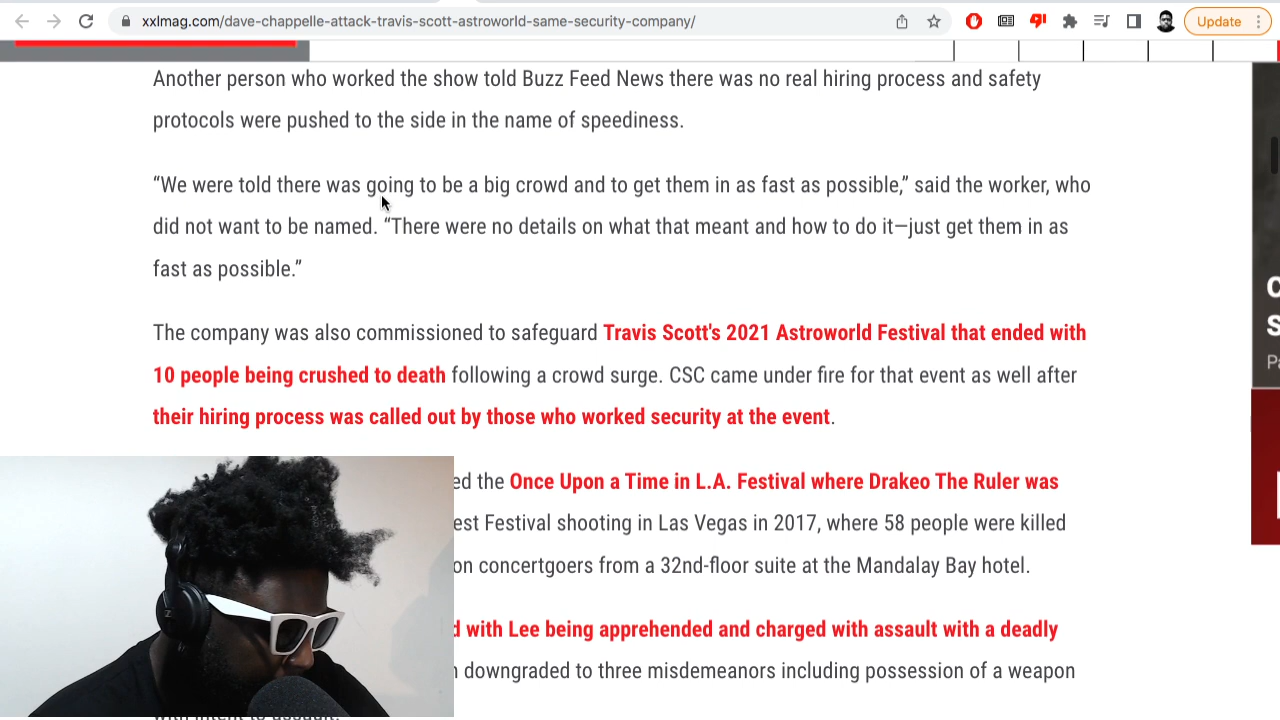 xxlmag.com/dave-chappelle-attack-travis-scott-astroworld-same-security-company/
Update
Another person who worked the show told Buzz Feed News there was no real hiring process and safety
protocols were pushed to the side in the name of speediness.
“We were told there was going to be a big crowd and to get them in as fast as possible,” said the worker, who
did not want to be named. “There were no details on what that meant and how to do it—just get them in as
fast as possible.”
The company was also commissioned to safeguard Travis Scott's 2021 Astroworld Festival that ended with
10 people being crushed to death following a crowd surge. CSC came under fire for that event as well after
their hiring process was called out by those who worked security at the event.
ed the Once Upon a Time in L.A. Festival where Drakeo The Ruler was
est Festival shooting in Las Vegas in 2017, where 58 people were killed
on concertgoers from a 32nd-floor suite at the Mandalay Bay hotel.
d with Lee being apprehended and charged with assault with a deadly
downgraded to three misdemeanors including possession of a weapon
with intent to assault.